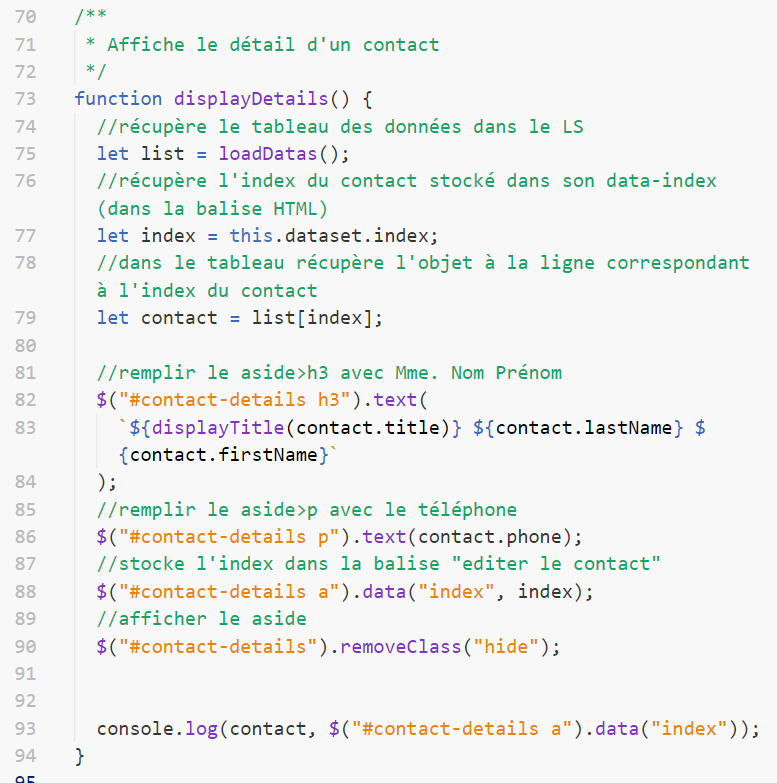 70 /**
71 * Affiche le détail d'un contact
72 */
73 function displayDetails() {
74 //récupère le tableau des données dans le LS
75 let list = loadDatas();
76 //récupère l'index du contact stocké dans son data-index
(dans la balise HTML)
77 let index = this.dataset.index;
78 //dans le tableau récupère l'objet à la ligne correspondant
à l'index du contact
79 let contact = list[index];
80
81 //remplir le aside>h3 avec Mme. Nom Prénom
82 $("#contact-details h3").text(
83 `${displayTitle(contact.title)} ${contact.lastName} $
{contact.firstName}`
84 );
85 //remplir le aside>p avec le téléphone
86 $("#contact-details p").text(contact.phone);
87 //stocke l'index dans la balise "editer le contact"
88 $("#contact-details a").data("index", index);
89 //afficher le aside
90 $("#contact-details").removeClass("hide");
91
92
93 console.log(contact, $("#contact-details a").data("index"));
94 }
95